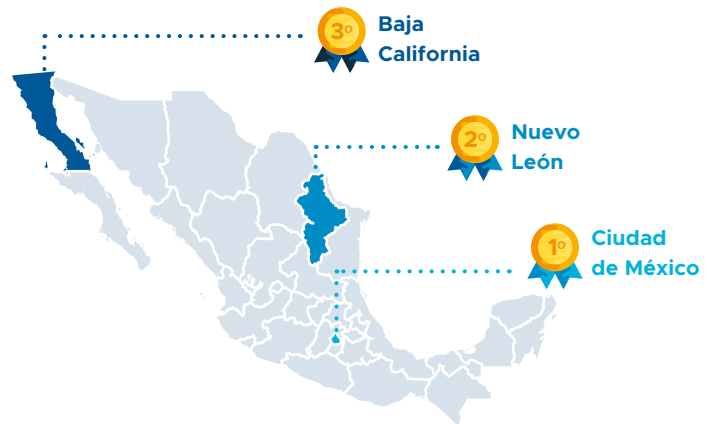 3º
Baja
California
2º
Nuevo
León
1º
Ciudad
de México